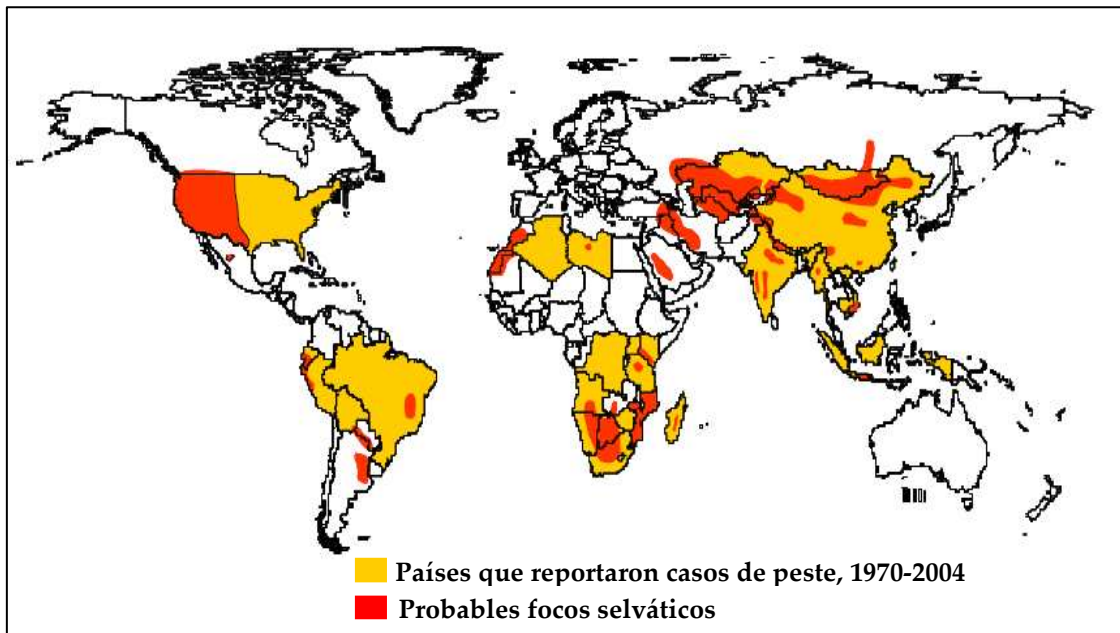 Países que reportaron casos de peste, 1970-2004
Probables focos selváticos